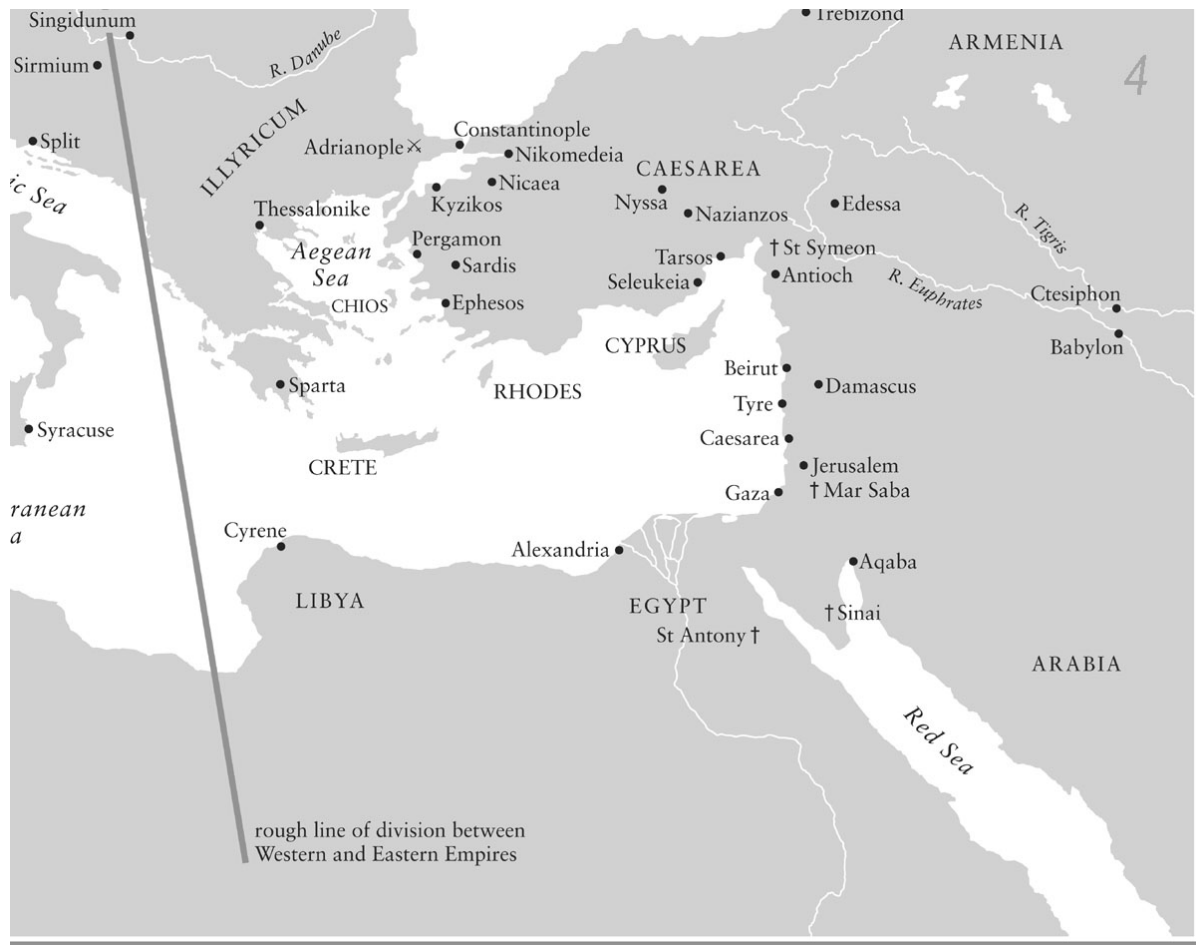 Singidunum
Trebizond
ARMENIA
R. Danube
Sirmium
4
ILLYRICUM
Constantinople
Split
Adrianople
Nikomedeia
CAESAREA
ic Sea
Nicaea
Kyzikos
Nyssa
Edessa
Thessalonike
Nazianzos
R. Tigris
Pergamon
Aegean
Sea
St Symeon
Tarsos
Sardis
Antioch
Seleukeia
R. Euphrates
Ctesiphon
CHIOS
Ephesos
CYPRUS
Babylon
Beirut
Sparta
RHODES
Damascus
Tyre
Syracuse
Caesarea
CRETE
Jerusalem
Mar Saba
Gaza
ranean
a
Cyrene
Alexandria
Aqaba
LIBYA
EGYPT
Sinai
St Antony
ARABIA
Red Sea
rough line of division between
Western and Eastern Empires